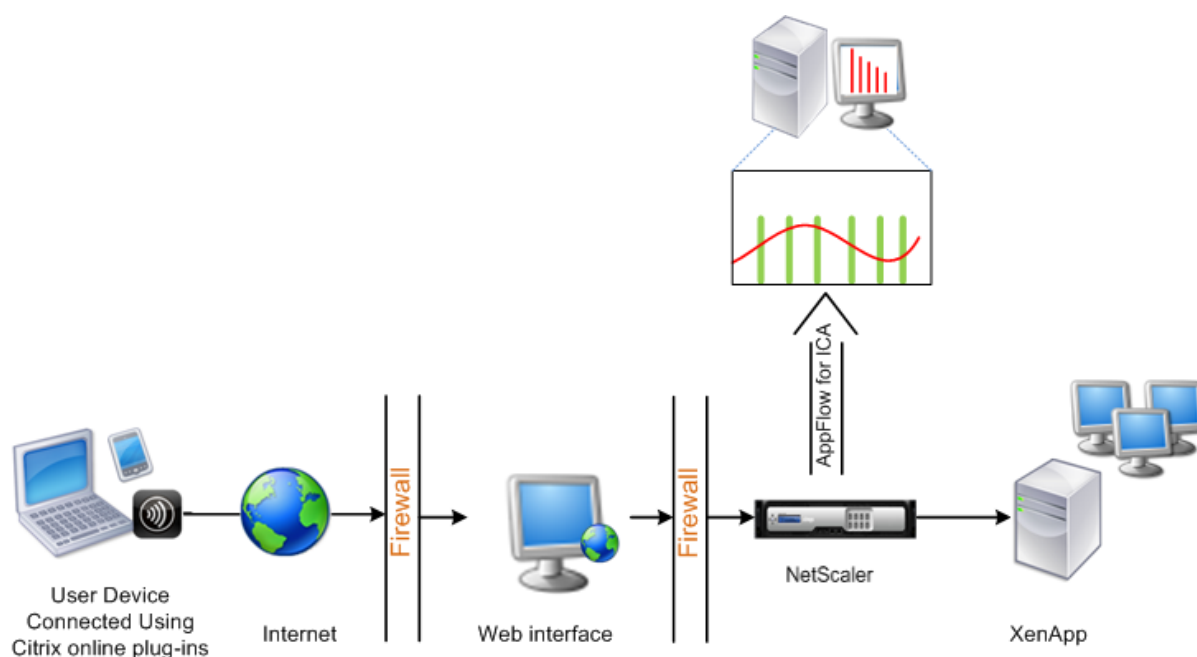 AppFlow for ICA
Firewall
Firewall
User Device
Connected Using
Citrix online plug-ins
Internet
Web interface
NetScaler
XenApp